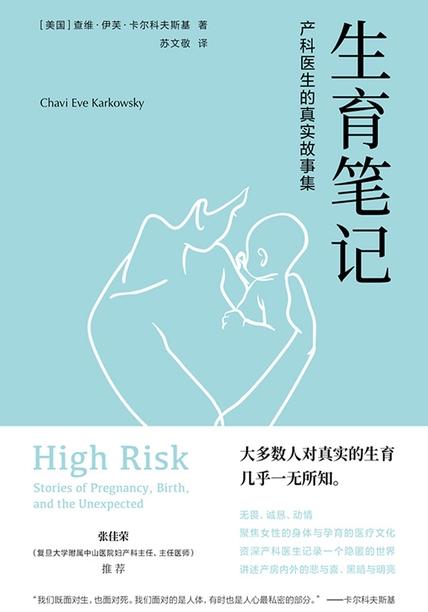 [美国]查维·伊芙·卡尔科夫斯基 著
苏文敬 译
Chavi Eve Karkowsky
生育笔记
产科医生的真实故事集
High Risk
Stories of Pregnancy, Birth,
and the Unexpected
张佳荣
(复旦大学附属中山医院妇产科主任、主任医师)
推荐
大多数人对真实的生育
几乎一无所知。
无畏、诚恳、动情
聚焦女性的身体与孕育的医疗文化
资深产科医生记录一个隐匿的世界
讲述产房内外的悲与喜、黑暗与明亮
“我们既面对生，也面对死。我们面对的是人体，有时也是人心最私密的部分。” ——卡尔科夫斯基